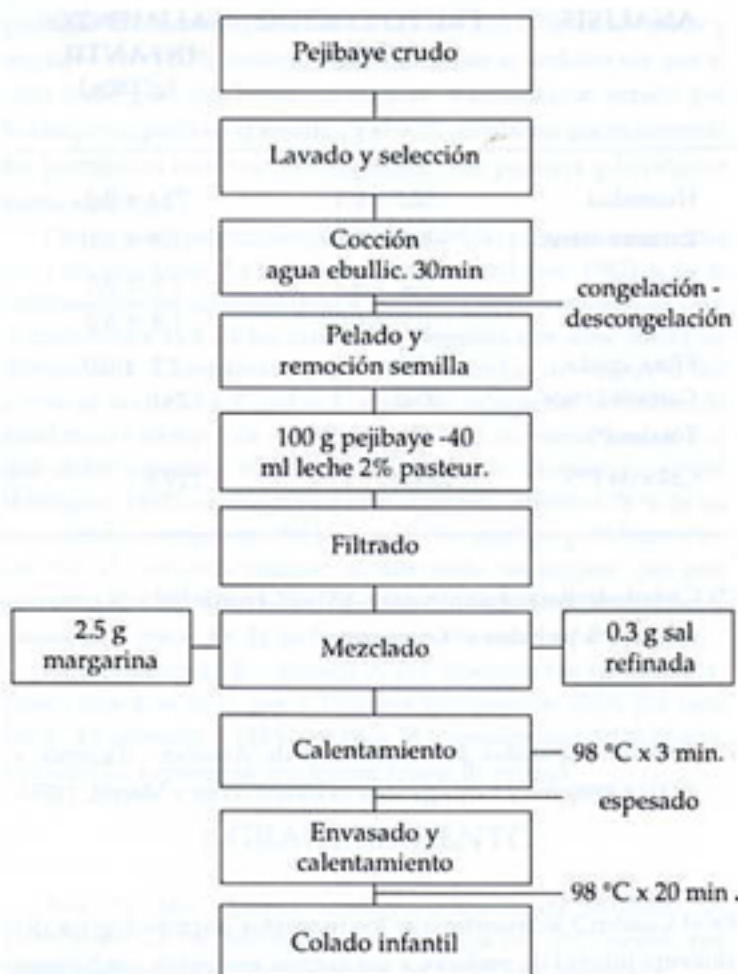 Pejibaye crudo
Lavado y selección
Cocción
agua ebullic. 30min
congelación -
descongelación
Pelado y
remoción semilla
100 g pejibaye -40
ml leche 2% pasteur.
Filtrado
2.5 g
margarina
Mezclado
0.3 g sal
refinada
Calentamiento
98 °C x 3 min.
espesado
Envasado y
calentamiento
98 °C x 20 min .
Colado infantil